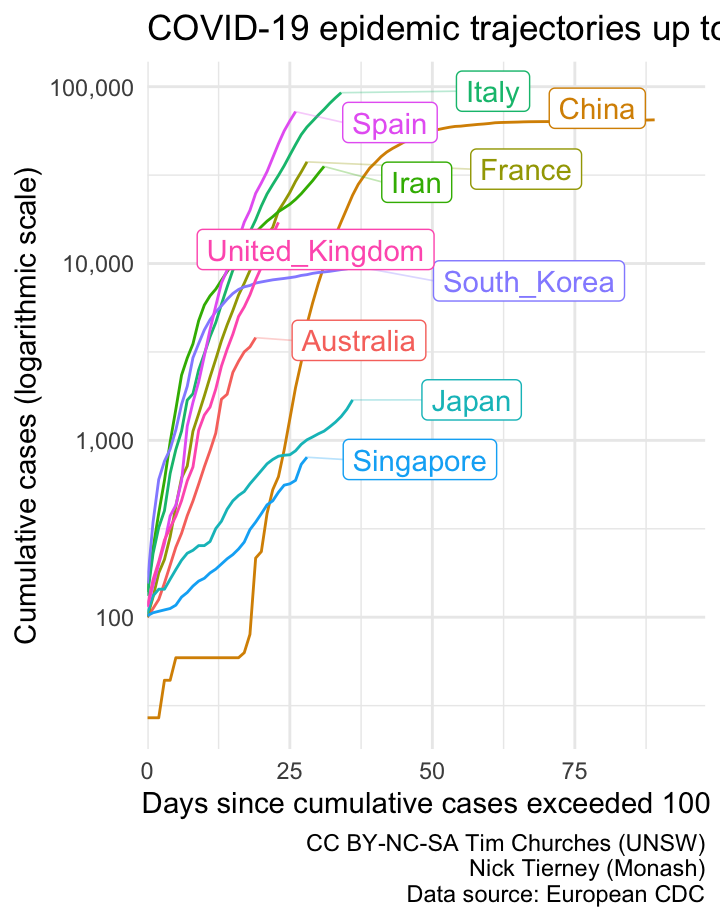 COVID-19 epidemic trajectories up to
Cumulative cases (logarithmic scale)
100,000
10,000
1,000
100
Italy
China
Spain
France
Iran
United_Kingdom
South_Korea
Australia
Japan
Singapore
0 25 50 75
Days since cumulative cases exceeded 100
CC BY-NC-SA Tim Churches (UNSW)
Nick Tierney (Monash)
Data source: European CDC